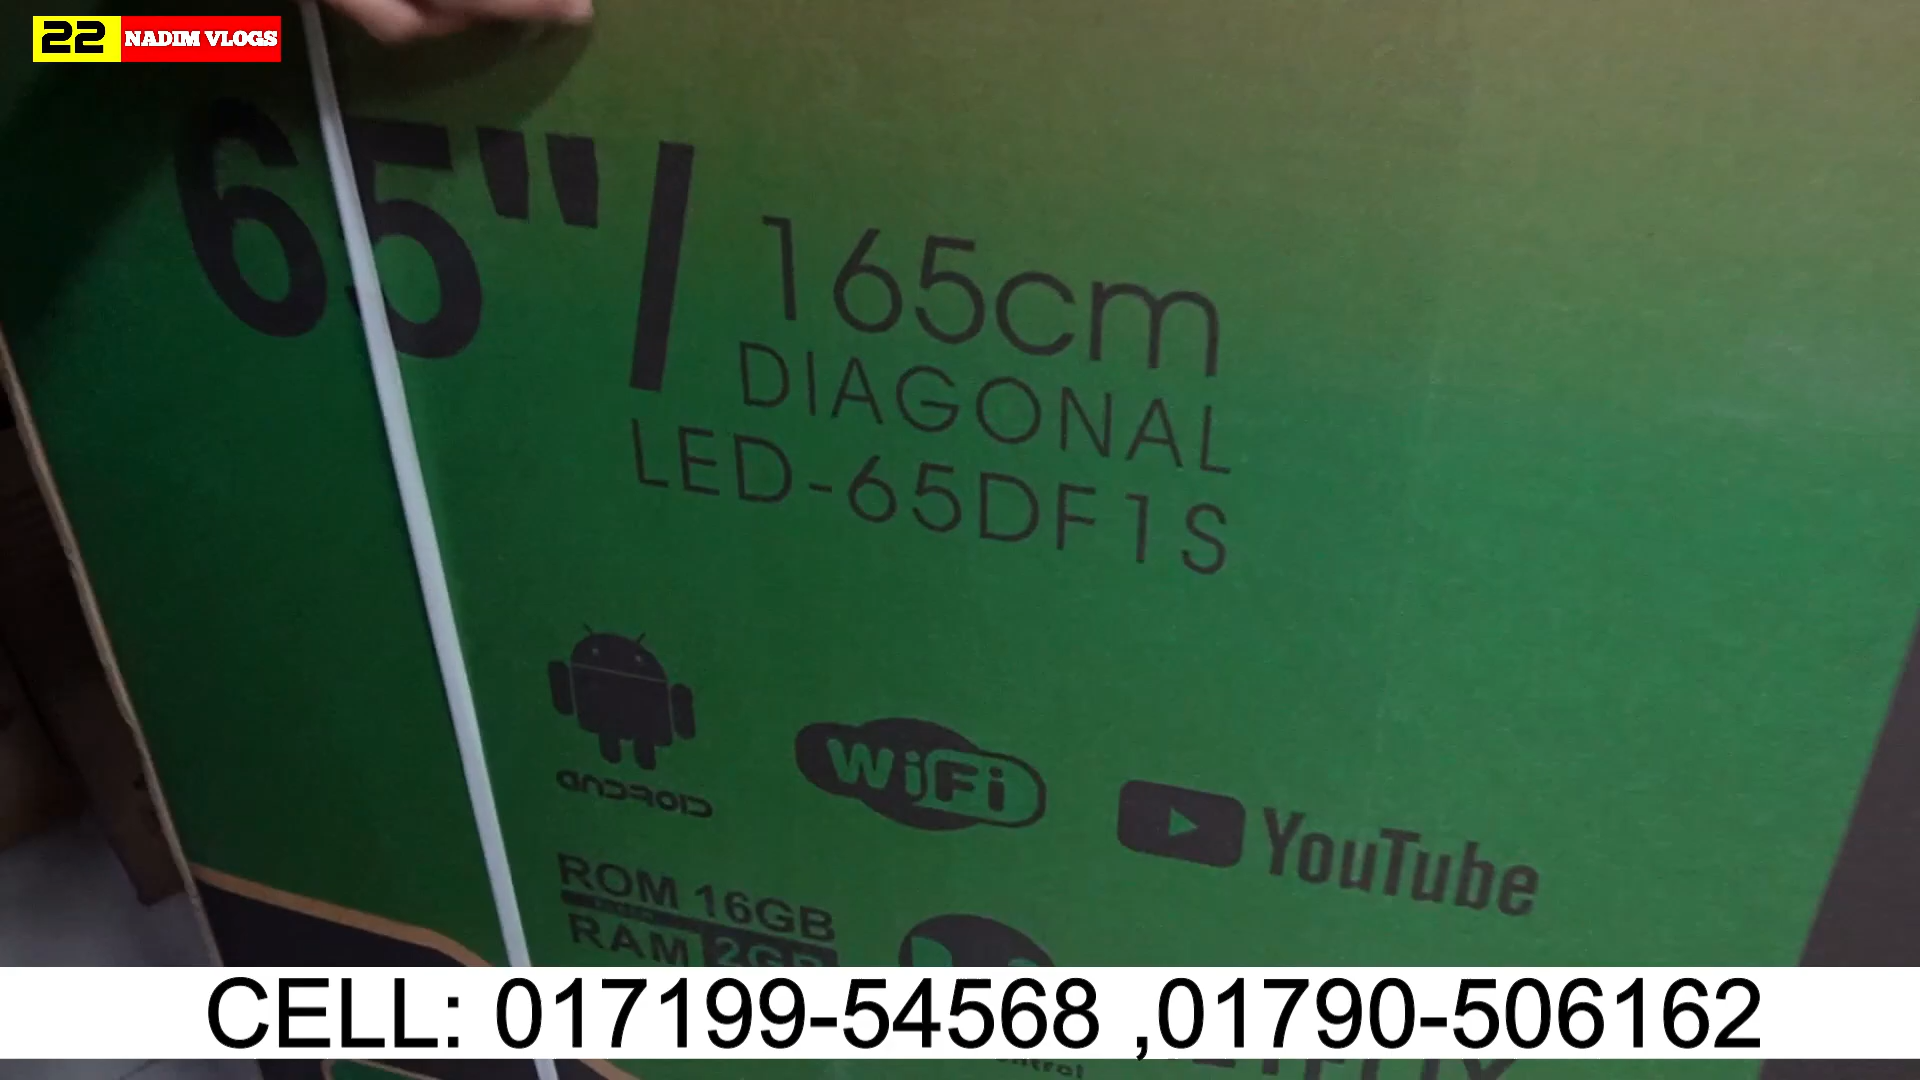 22 NADIM VLOGS
65"/
165cm
DIAGONAL
LED-65DF1S
ANDROID
WiFi
YouTube
ROM 16GB
RAM 2GB
CELL: 017199-54568 ,01790-506162